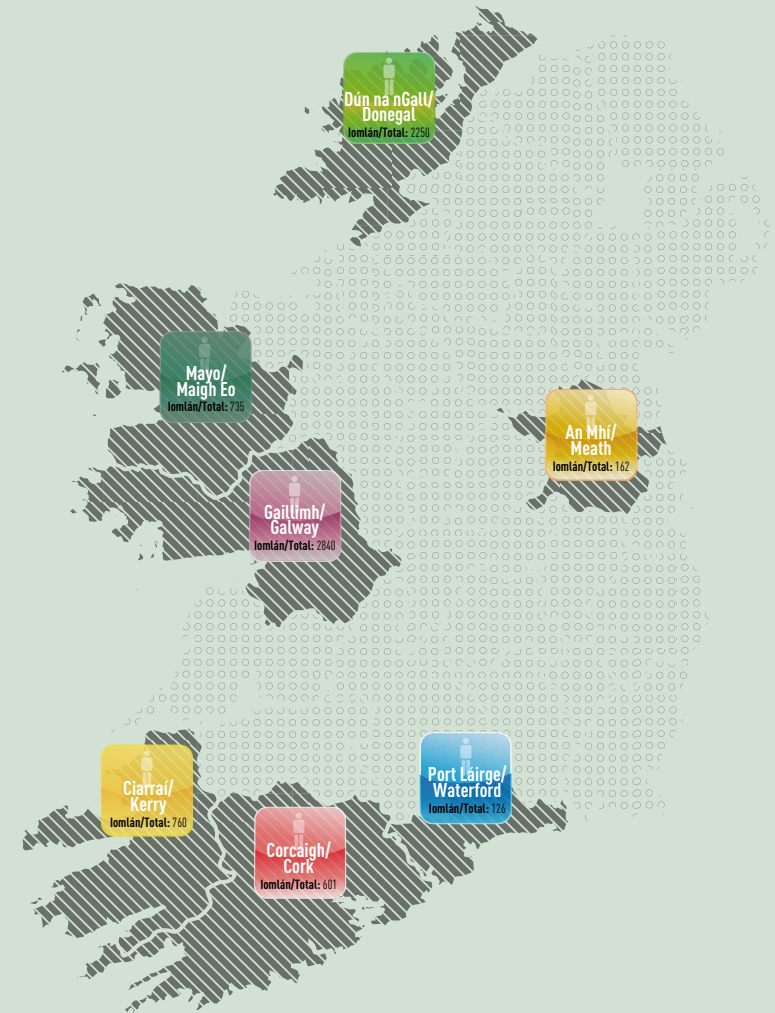 Dún na nGall/
Donegal
Iomlán/Total: 2250
Mayo/
Maigh Eo
Iomlán/Total: 735
An Mhí/
Meath
Iomlán/Total: 162
Gaillimh/
Galway
Iomlán/Total: 2840
Port Láirge/
Waterford
Iomlán/Total: 126
Ciarraí/
Kerry
Iomlán/Total: 760
Corcaigh/
Cork
Iomlán/Total: 601